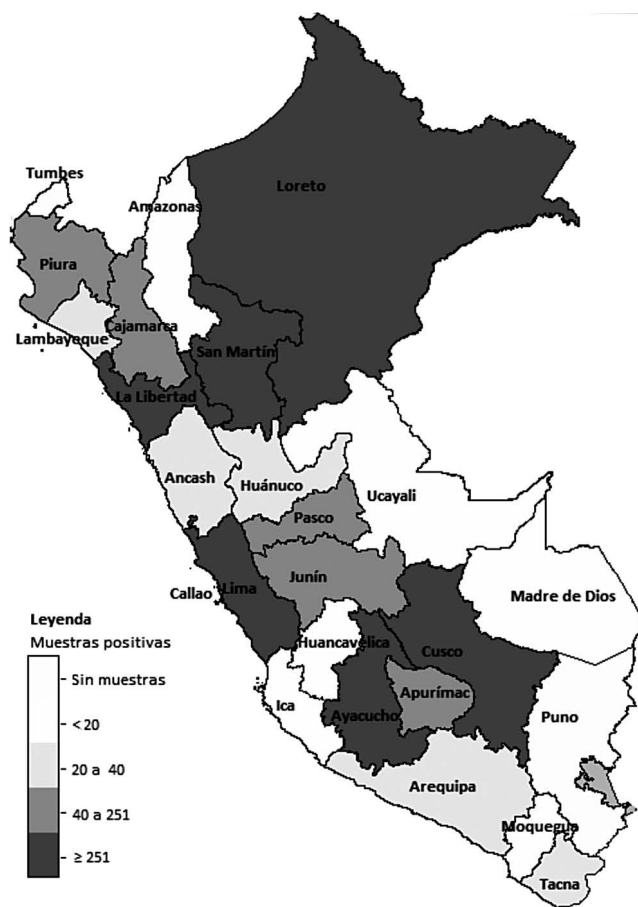 Tumbes
Amazonas
Loreto
Piura
Cajamarca
Lambayeque
San Martín
La Libertad
Ancash
Huánuco
Ucayali
Pasco
Junín
Callao
Lima
Madre de Dios
Huancavelica
Cusco
Ica
Apurímac
Ayacucho
Puno
Arequipa
Moquegua
Tacna
Leyenda
Muestras positivas
Sin muestras
<20
20 a 40
40 a 251
≥ 251